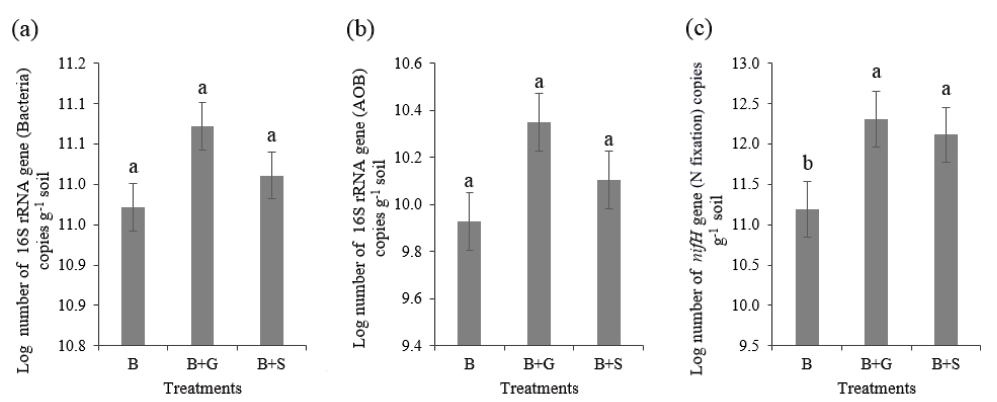 (a)
Log number of 16S rRNA gene (Bacteria)
copies g-1 soil
11.2
11.1
11.1
11.0
11.0
10.9
10.9
10.8
a
a
a
B
B+G
B+S
Treatments
(b)
Log number of 16S rRNA gene (AOB)
copies g-1 soil
10.6
10.4
10.2
10.0
9.8
9.6
9.4
a
a
a
B
B+G
B+S
Treatments
(c)
Log number of nifH gene (N fixation) copies
g-1 soil
13.0
12.5
12.0
11.5
11.0
10.5
10.0
9.5
b
a
a
B
B+G
B+S
Treatments